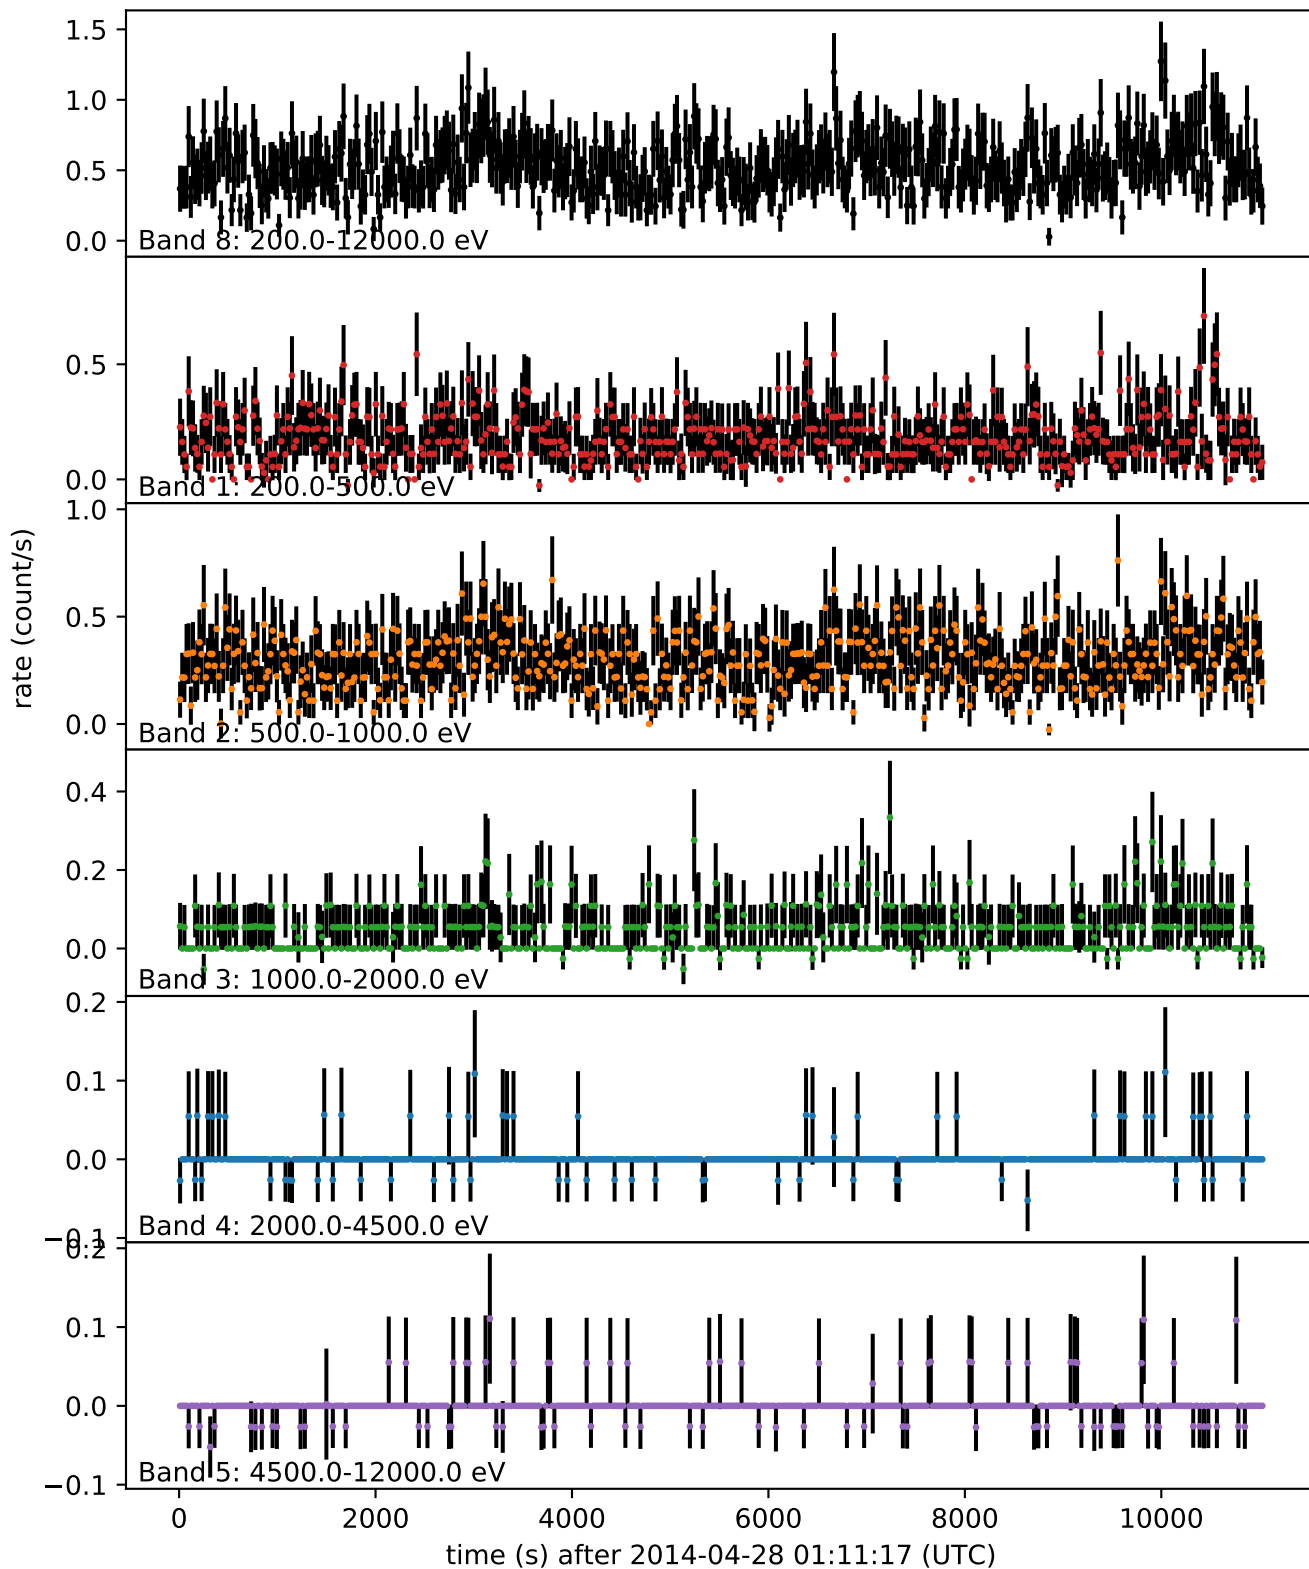 1.5
1.0
0.5
0.0
Band 8: 200.0-12000.0 eV
0.5
0.0
Band 1: 200.0-500.0 eV
1.0
0.5
0.0
Band 2: 500.0-1000.0 eV
rate (count/s)
0.4
0.2
0.0
Band 3: 1000.0-2000.0 eV
0.2
0.1
0.0
−0.1
Band 4: 2000.0-4500.0 eV
0.2
0.1
0.0
−0.1
Band 5: 4500.0-12000.0 eV
0 2000 4000 6000 8000 10000
time (s) after 2014-04-28 01:11:17 (UTC)